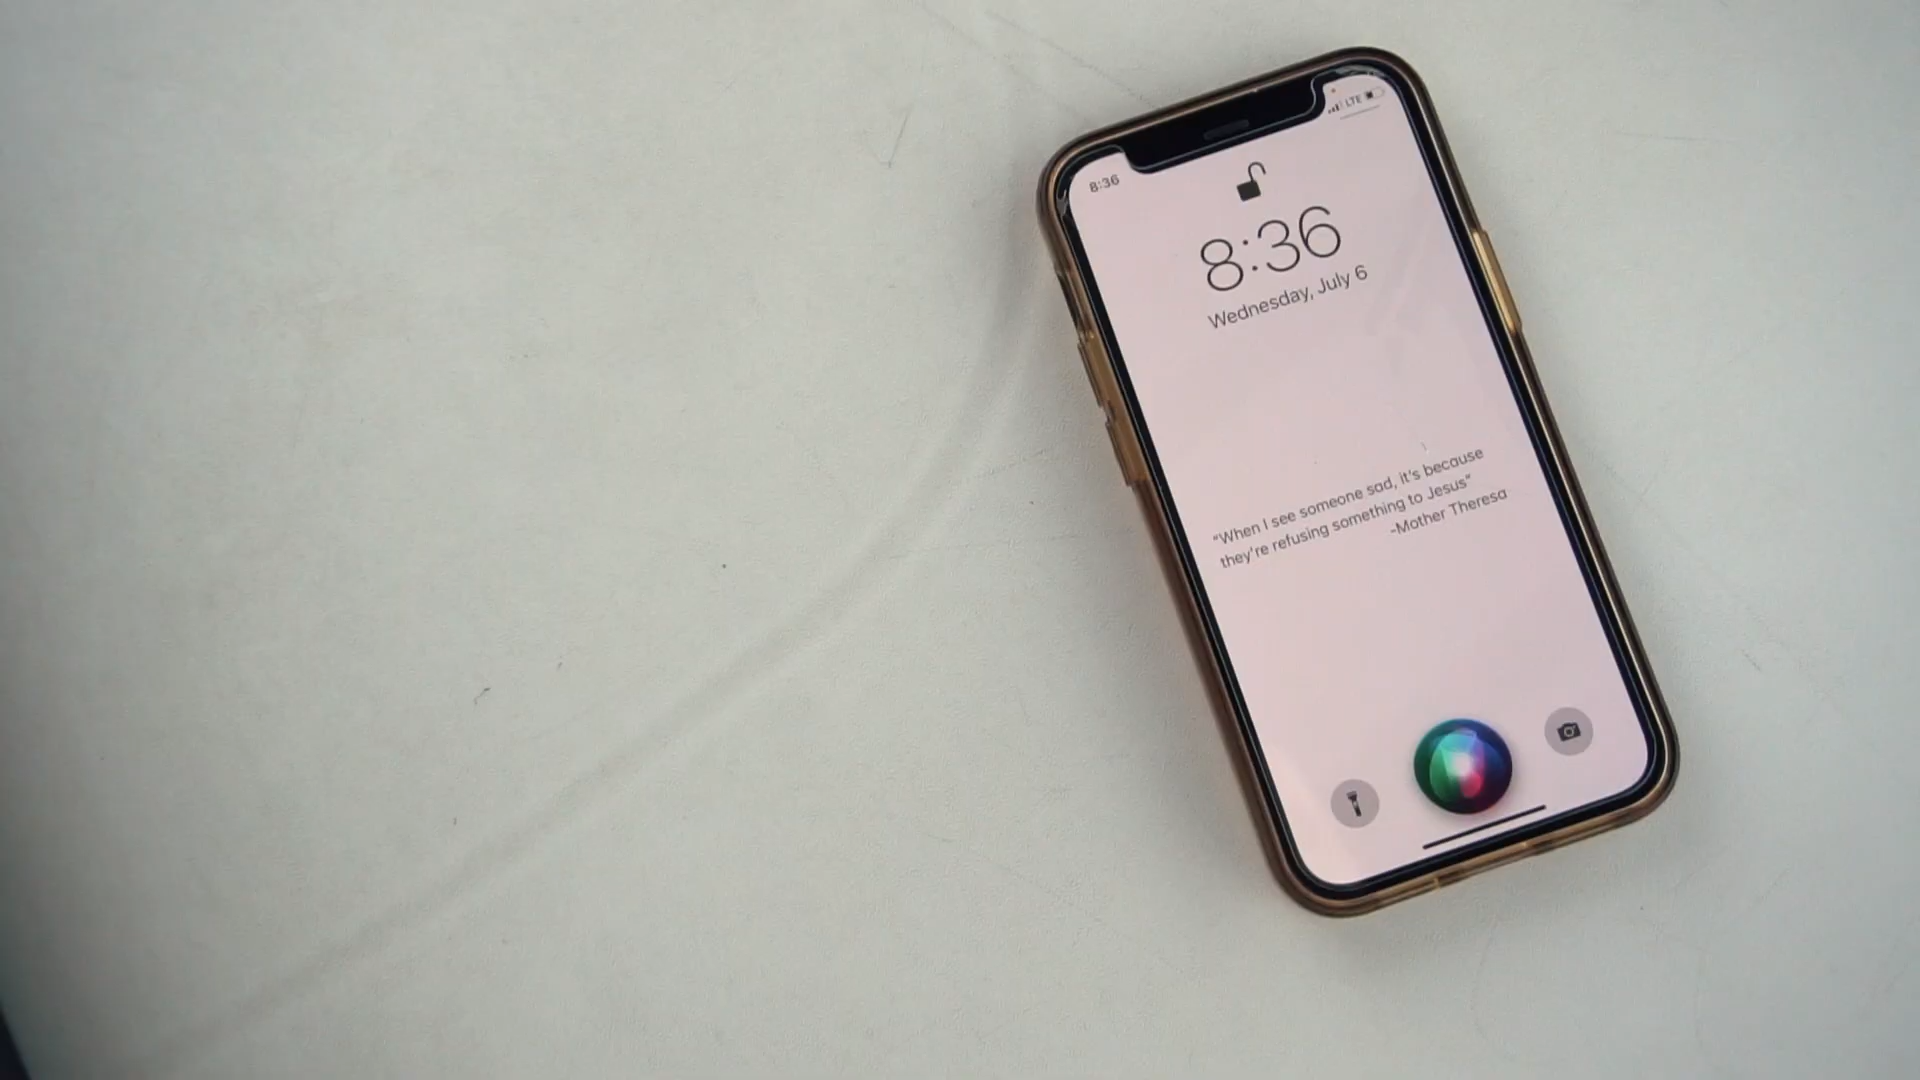 LTE
8:36
8:36
Wednesday, July 6
“When I see someone sad, it's because
they're refusing something to Jesus”
-Mother Theresa